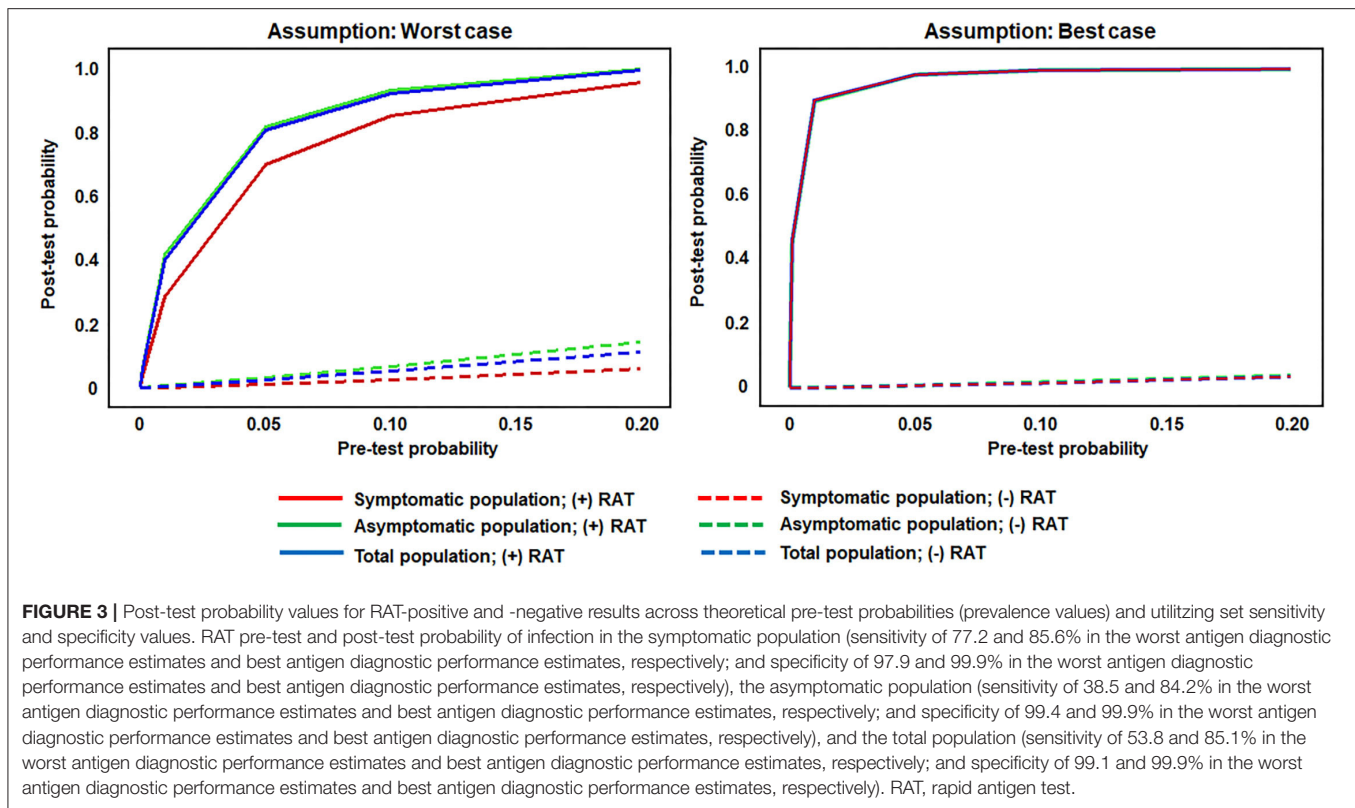 Assumption: Worst case
Assumption: Best case
Post-test probability
1.0
0.8
0.6
0.4
0.2
0
0 0.05 0.10 0.15 0.20
Pre-test probability
Post-test probability
1.0
0.8
0.6
0.4
0.2
0
0 0.05 0.10 0.15 0.20
Pre-test probability
Symptomatic population; (+) RAT
Asymptomatic population; (+) RAT
Total population; (+) RAT
Symptomatic population; (-) RAT
Asymptomatic population; (-) RAT
Total population; (-) RAT
FIGURE 3 | Post-test probability values for RAT-positive and -negative results across theoretical pre-test probabilities (prevalence values) and utilitzing set sensitivity
and specificity values. RAT pre-test and post-test probability of infection in the symptomatic population (sensitivity of 77.2 and 85.6% in the worst antigen diagnostic
performance estimates and best antigen diagnostic performance estimates, respectively; and specificity of 97.9 and 99.9% in the worst antigen diagnostic
performance estimates and best antigen diagnostic performance estimates, respectively), the asymptomatic population (sensitivity of 38.5 and 84.2% in the worst
antigen diagnostic performance estimates and best antigen diagnostic performance estimates, respectively; and specificity of 99.4 and 99.9% in the worst antigen
diagnostic performance estimates and best antigen diagnostic performance estimates, respectively), and the total population (sensitivity of 53.8 and 85.1% in the
worst antigen diagnostic performance estimates and best antigen diagnostic performance estimates, respectively; and specificity of 99.1 and 99.9% in the worst
antigen diagnostic performance estimates and best antigen diagnostic performance estimates, respectively). RAT, rapid antigen test.